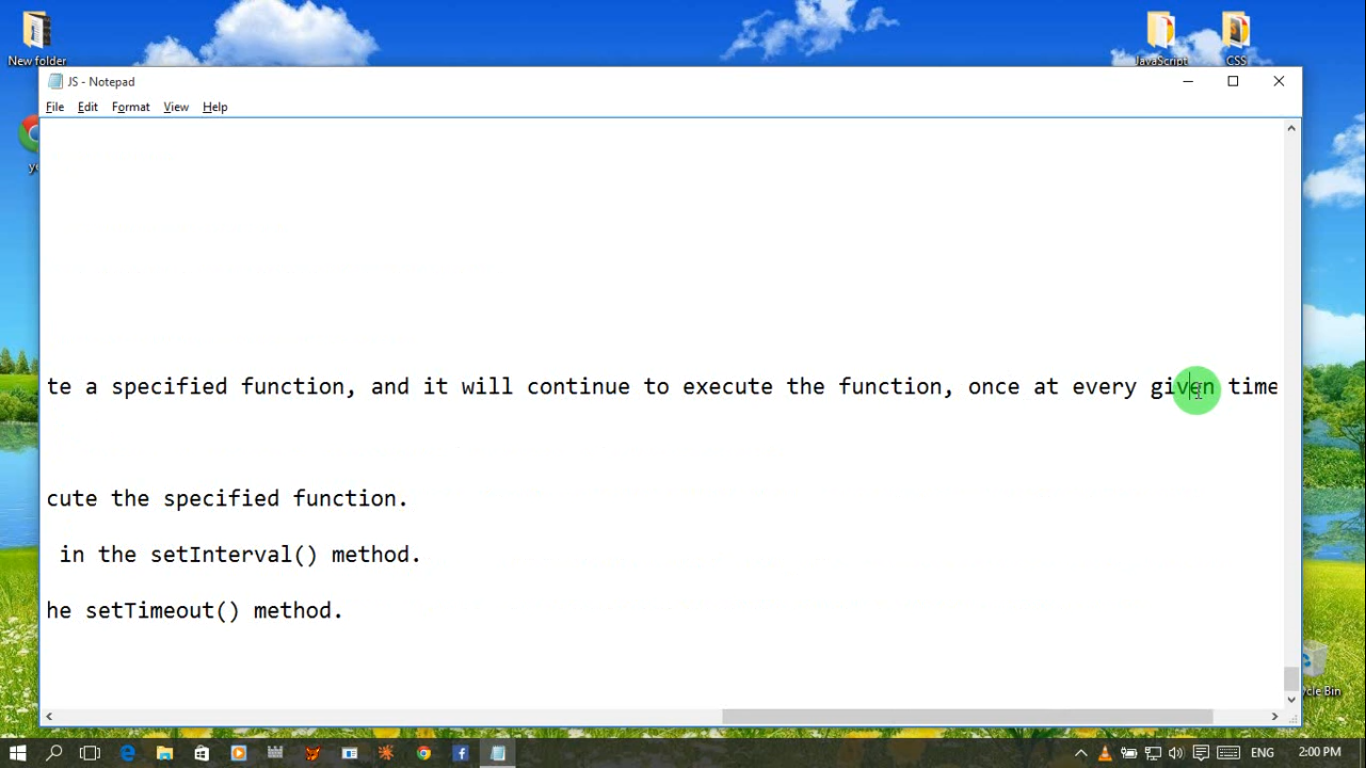 New folder
JavaScript
CSS
JS - Notepad
File Edit Format View Help
te a specified function, and it will continue to execute the function, once at every given time
cute the specified function.
in the setInterval() method.
he setTimeout() method.
cle Bin
ENG
2:00 PM